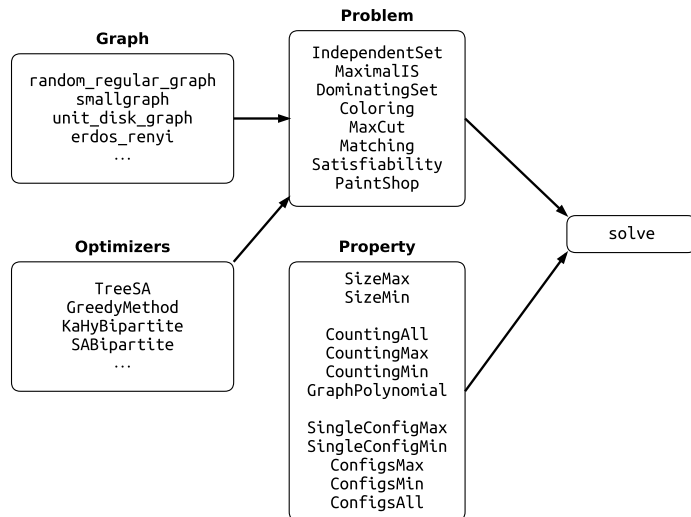 Graph
random_regular_graph
smallgraph
unit_disk_graph
erdos_renyi
...
Optimizers
TreeSA
GreedyMethod
KaHyBipartite
SABipartite
...
Problem
IndependentSet
MaximalIS
DominatingSet
Coloring
MaxCut
Matching
Satisfiability
PaintShop
Property
SizeMax
SizeMin
CountingAll
CountingMax
CountingMin
GraphPolynomial
SingleConfigMax
SingleConfigMin
ConfigsMax
ConfigsMin
ConfigsAll
solve